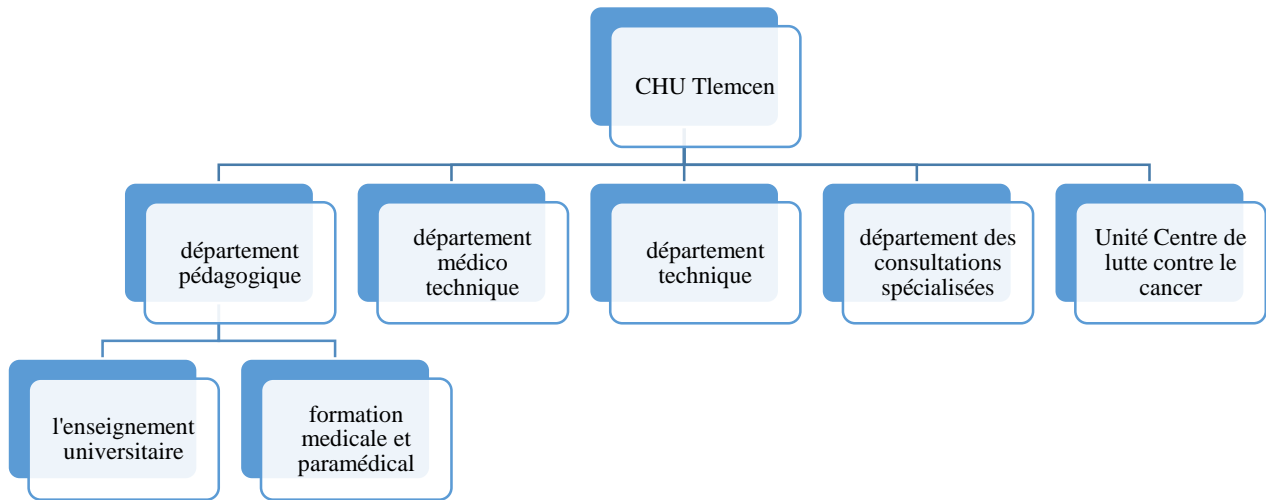 CHU Tlemcen
département
pédagogique
département
médico
technique
département
technique
département des
consultations
spécialisées
Unité Centre de
lutte contre le
cancer
l'enseignement
universitaire
formation
medicale et
paramédical